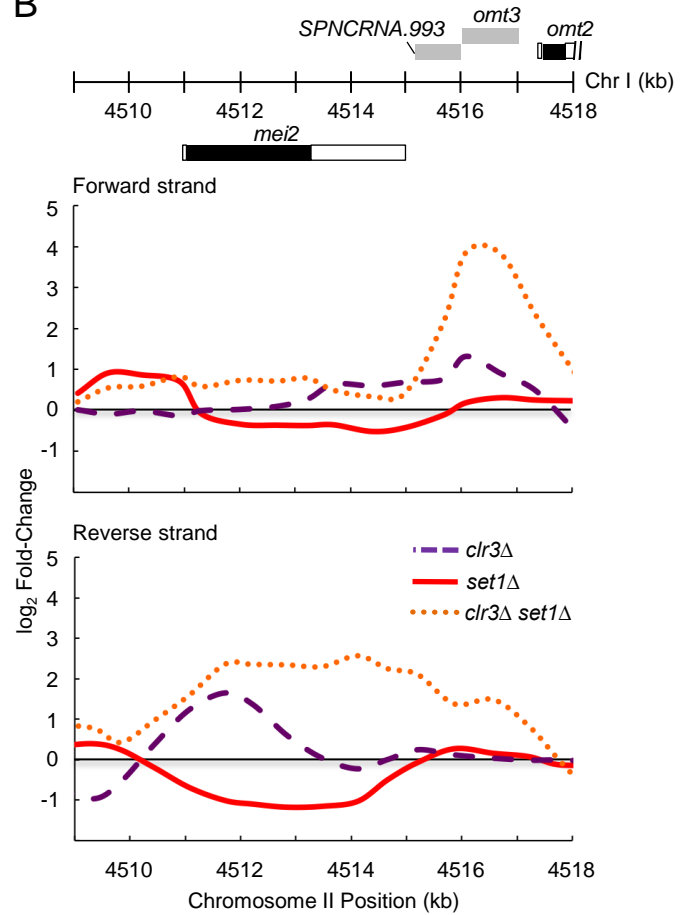 B
omt3
SPNCRNA.993
omt2
Chr I (kb)
4510 4512 4514 4516 4518
mei2
Forward strand
5
4
3
2
1
0
-1
log2 Fold-Change
Reverse strand
5
4
3
2
1
0
-1
clr3Δ
set1Δ
clr3Δ set1Δ
4510 4512 4514 4516 4518
Chromosome II Position (kb)